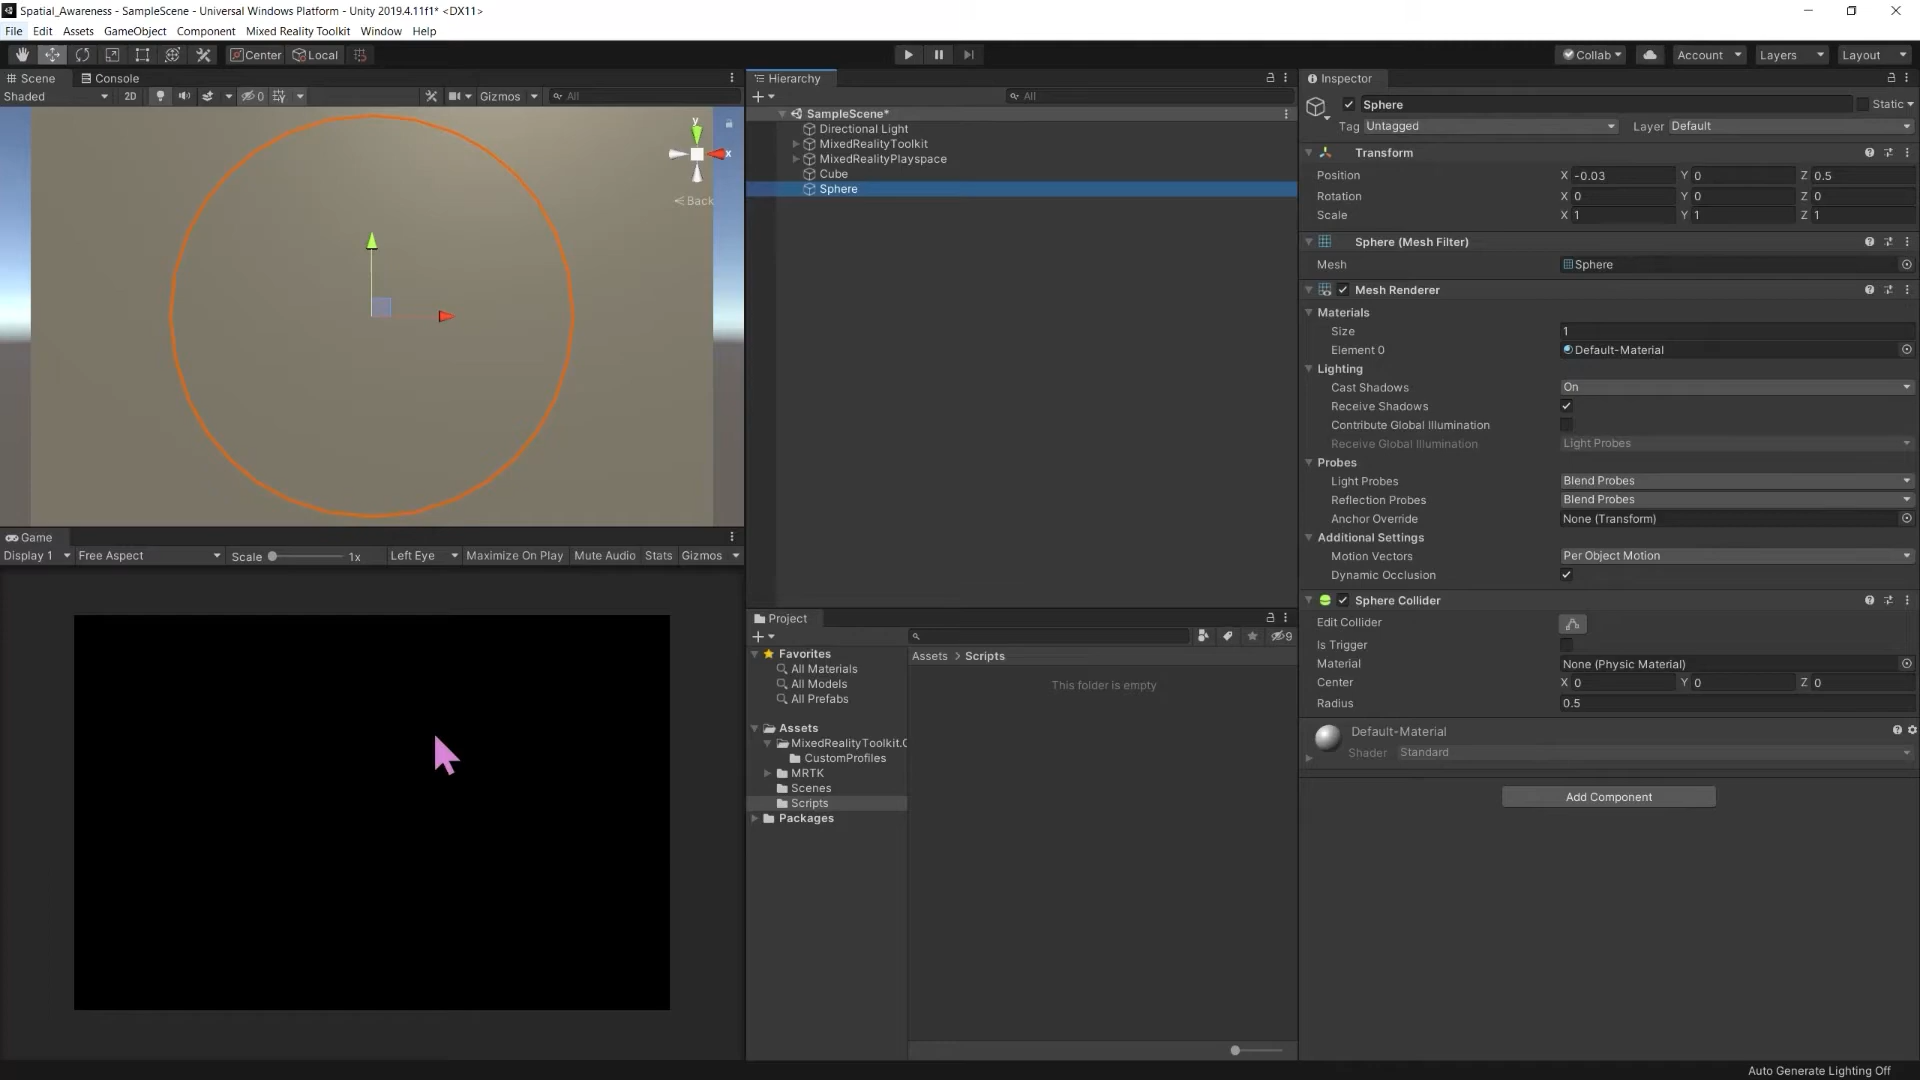 Spatial_Awareness - SampleScene - Universal Windows Platform - Unity 2019.4.11f1* <DX11>
File Edit Assets GameObject Component Mixed Reality Toolkit Window Help
Center Local Collab Account Layers Layout
Scene Console
Shaded 2D 0 Gizmos All
y
x
Back
Game
Display 1 Free Aspect Scale 1x Left Eye Maximize On Play Mute Audio Stats Gizmos
Hierarchy
All
SampleScene*
Directional Light
MixedRealityToolkit
MixedRealityPlayspace
Cube
Sphere
Project
9
Favorites
All Materials
All Models
All Prefabs
Assets
MixedRealityToolkit.G
CustomProfiles
MRTK
Scenes
Scripts
Packages
Assets > Scripts
This folder is empty
Inspector
Sphere Static
Tag Untagged Layer Default
Transform
Position X -0.03 Y 0 Z 0.5
Rotation X 0 Y 0 Z 0
Scale X 1 Y 1 Z 1
Sphere (Mesh Filter)
Mesh Sphere
Mesh Renderer
Materials
Size 1
Element 0 Default-Material
Lighting
Cast Shadows On
Receive Shadows
Contribute Global Illumination
Receive Global Illumination Light Probes
Probes
Light Probes Blend Probes
Reflection Probes Blend Probes
Anchor Override None (Transform)
Additional Settings
Motion Vectors Per Object Motion
Dynamic Occlusion
Sphere Collider
Edit Collider
Is Trigger
Material None (Physic Material)
Center X 0 Y 0 Z 0
Radius 0.5
Default-Material
Shader Standard
Add Component
Auto Generate Lighting Off